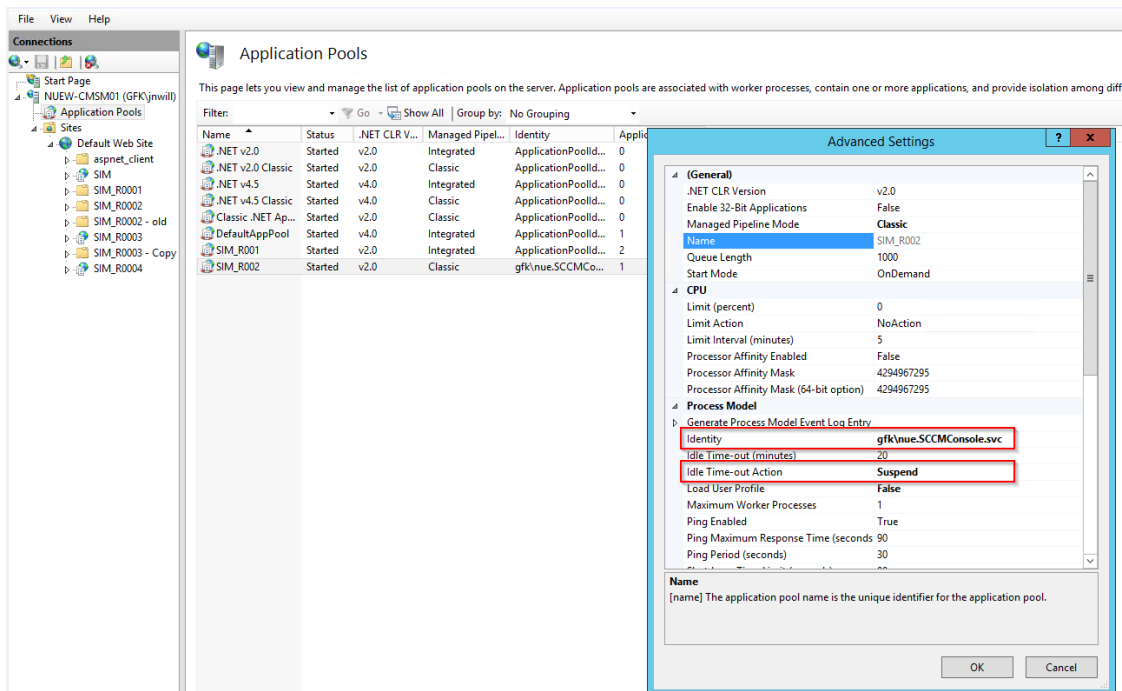 File View Help
Connections
Start Page
NUEW-CMSM01 (GFK\jnwill)
Application Pools
Sites
Default Web Site
aspnet_client
SIM
SIM_R0001
SIM_R0002
SIM_R0002 - old
SIM_R0003
SIM_R0003 - Copy
SIM_R0004
Application Pools
This page lets you view and manage the list of application pools on the server. Application pools are associated with worker processes, contain one or more applications, and provide isolation among diff
Filter: Go Show All Group by: No Grouping
Name Status .NET CLR V... Managed Pipel... Identity Applic
.NET v2.0 Started v2.0 Integrated ApplicationPoolId... 0
.NET v2.0 Classic Started v2.0 Classic ApplicationPoolId... 0
.NET v4.5 Started v4.0 Integrated ApplicationPoolId... 0
.NET v4.5 Classic Started v4.0 Classic ApplicationPoolId... 0
Classic .NET Ap... Started v2.0 Classic ApplicationPoolId... 0
DefaultAppPool Started v4.0 Integrated ApplicationPoolId... 1
SIM_R001 Started v2.0 Integrated ApplicationPoolId... 2
SIM_R002 Started v2.0 Classic gfk\nue.SCCMCo... 1
Advanced Settings ? x
(General)
.NET CLR Version v2.0
Enable 32-Bit Applications False
Managed Pipeline Mode Classic
Name SIM_R002
Queue Length 1000
Start Mode OnDemand
CPU
Limit (percent) 0
Limit Action NoAction
Limit Interval (minutes) 5
Processor Affinity Enabled False
Processor Affinity Mask 4294967295
Processor Affinity Mask (64-bit option) 4294967295
Process Model
Generate Process Model Event Log Entry
Identity gfk\nue.SCCMConsole.svc
Idle Time-out (minutes) 20
Idle Time-out Action Suspend
Load User Profile False
Maximum Worker Processes 1
Ping Enabled True
Ping Maximum Response Time (seconds 90
Ping Period (seconds) 30
Name
[name] The application pool name is the unique identifier for the application pool.
OK Cancel